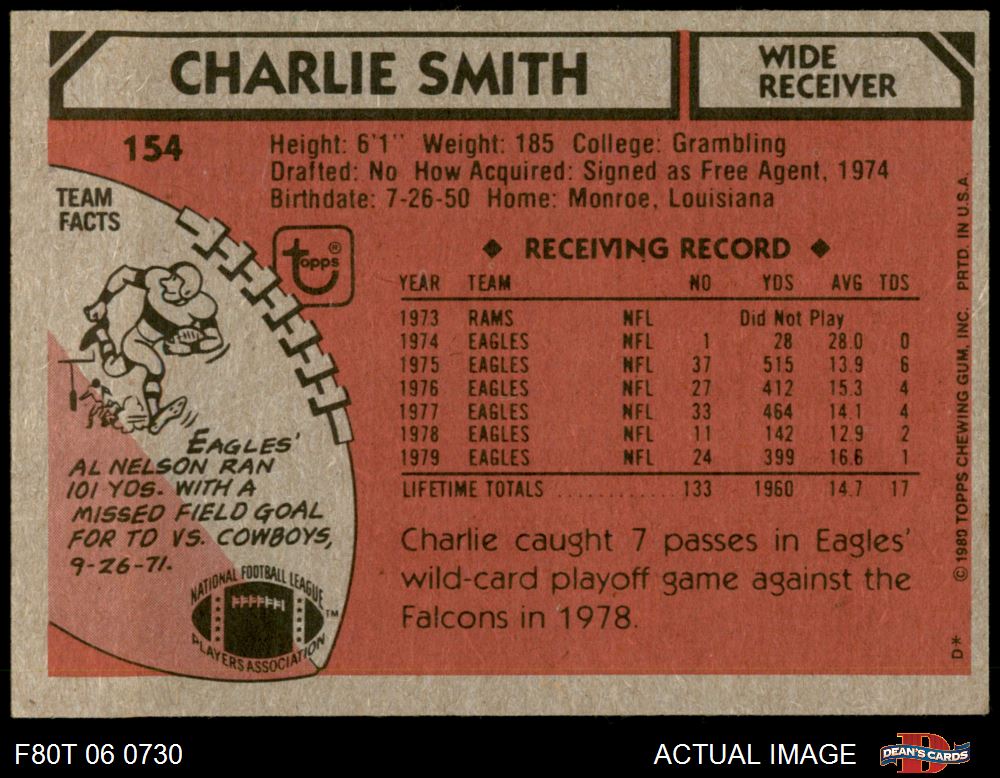 CHARLIE SMITH
WIDE
RECEIVER
154
Height: 6'1" Weight: 185 College: Grambling
Drafted: No How Acquired: Signed as Free Agent, 1974
Birthdate: 7-26-50 Home: Monroe, Louisiana
TEAM
FACTS
topps®
◆ RECEIVING RECORD ◆
YEAR TEAM NO YDS AVG TDS
1973 RAMS NFL Did Not Play
1974 EAGLES NFL 1 28 28.0 0
1975 EAGLES NFL 37 515 13.9 6
1976 EAGLES NFL 27 412 15.3 4
1977 EAGLES NFL 33 464 14.1 4
1978 EAGLES NFL 11 142 12.9 2
1979 EAGLES NFL 24 399 16.6 1
LIFETIME TOTALS ............ 133 1960 14.7 17
EAGLES'
AL NELSON RAN
101 YDS. WITH A
MISSED FIELD GOAL
FOR TD VS. COWBOYS,
9-26-71.
Charlie caught 7 passes in Eagles'
wild-card playoff game against the
Falcons in 1978.
NATIONAL FOOTBALL LEAGUE
PLAYERS ASSOCIATION
TM
D* © 1980 TOPPS CHEWING GUM, INC. PRTD. IN U.S.A.
F80T 06 0730
ACTUAL IMAGE
DEAN'S CARDS